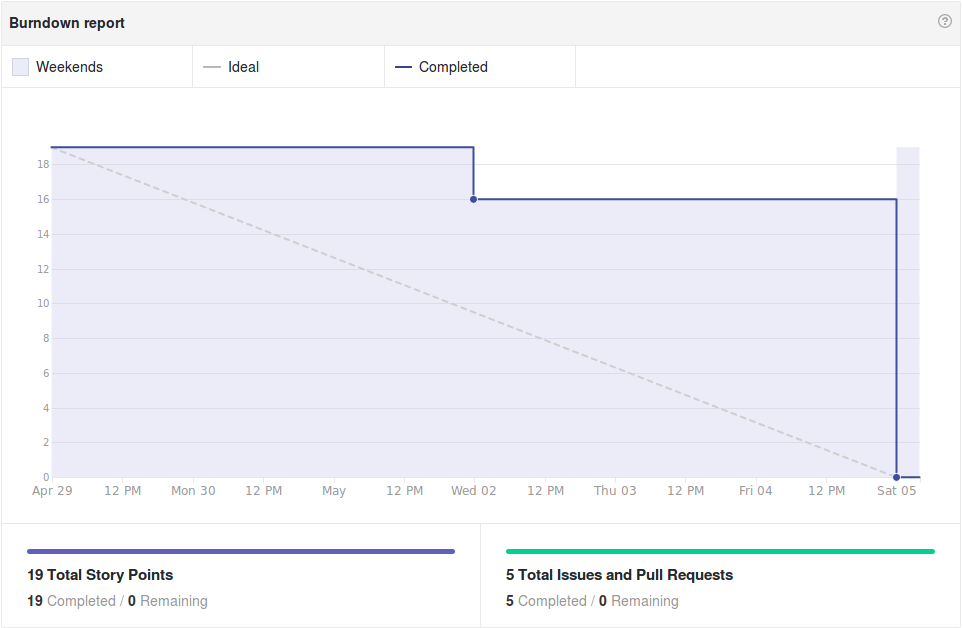 Burndown report
?
Weekends
Ideal
Completed
18
16
14
12
10
8
6
4
2
0
Apr 29 12 PM Mon 30 12 PM May 12 PM Wed 02 12 PM Thu 03 12 PM Fri 04 12 PM Sat 05
19 Total Story Points
19 Completed / 0 Remaining
5 Total Issues and Pull Requests
5 Completed / 0 Remaining